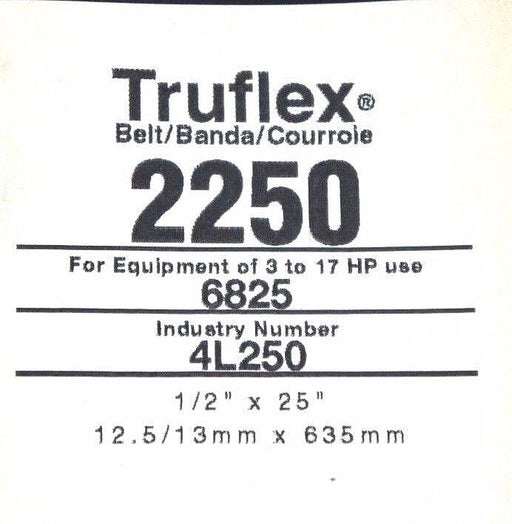 Truflex®
Belt/Banda/Courroie
2250
For Equipment of 3 to 17 HP use
6825
Industry Number
4L250
1/2" x 25"
12.5/13mm x 635mm